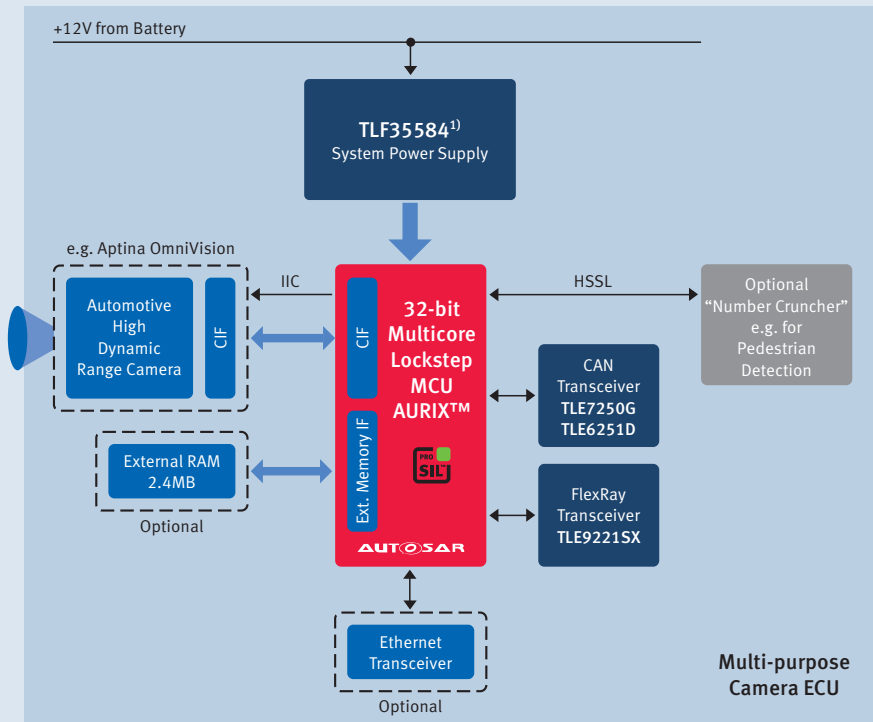 +12V from Battery
TLF35584¹⁾
System Power Supply
e.g. Aptina OmniVision
Automotive
High
Dynamic
Range Camera
CIF
IIC
CIF
32-bit
Multicore
Lockstep
MCU
AURIX™
HSSL
Optional
“Number Cruncher”
e.g. for
Pedestrian
Detection
CAN
Transceiver
TLE7250G
TLE6251D
External RAM
2.4MB
Optional
Ext. Memory IF
PRO
SIL™
AUTOSAR
FlexRay
Transceiver
TLE9221SX
Ethernet
Transceiver
Optional
Multi-purpose
Camera ECU